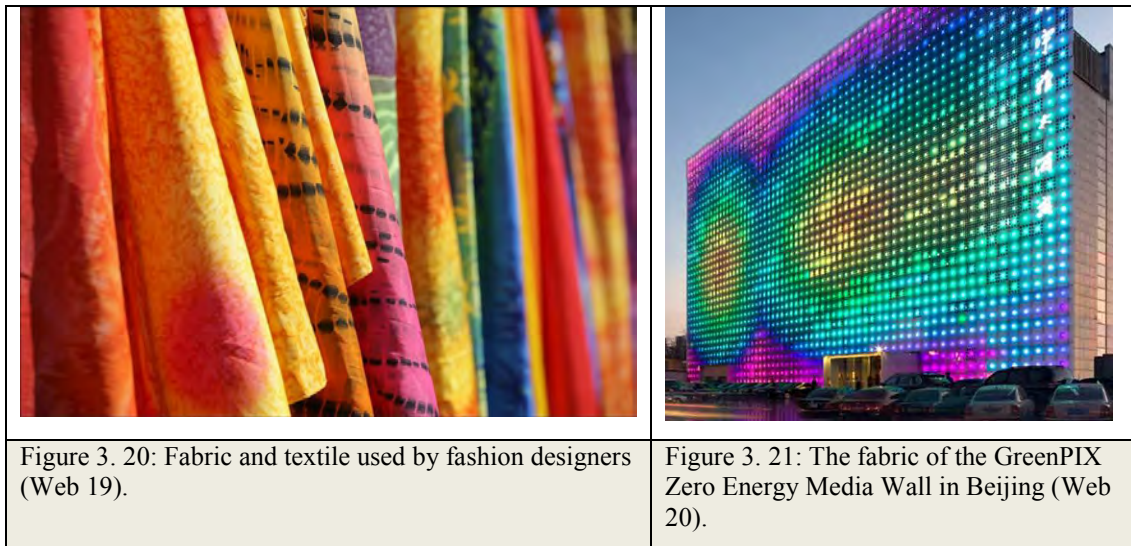 Figure 3. 20: Fabric and textile used by fashion designers
(Web 19).
Figure 3. 21: The fabric of the GreenPIX
Zero Energy Media Wall in Beijing (Web
20).